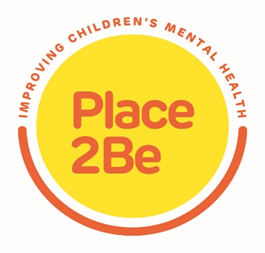 IMPROVING CHILDREN'S MENTAL HEALTH
Place
2Be